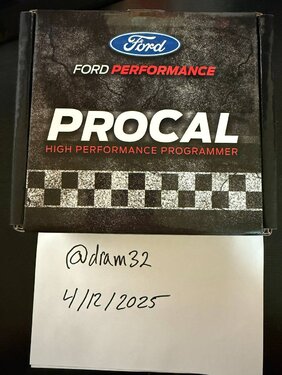 Ford
FORD PERFORMANCE
PROCAL
HIGH PERFORMANCE PROGRAMMER
@dram32
4/12/2025